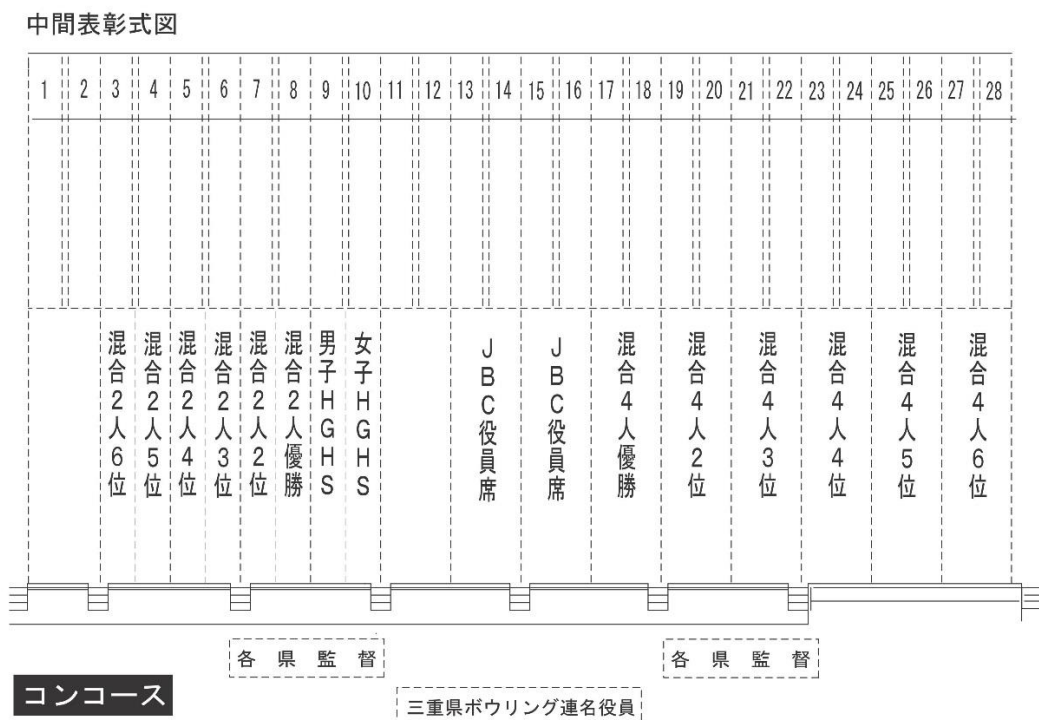 中間表彰式図
1 2 3 4 5 6 7 8 9 10 11 12 13 14 15 16 17 18 19 20 21 22 23 24 25 26 27 28
混合2人6位
混合2人5位
混合2人4位
混合2人3位
混合2人2位
混合2人優勝
男子HGHS
女子HGHS
JBC役員席
JBC役員席
混合4人優勝
混合4人2位
混合4人3位
混合4人4位
混合4人5位
混合4人6位
各県監督
各県監督
コンコース
三重県ボウリング連名役員